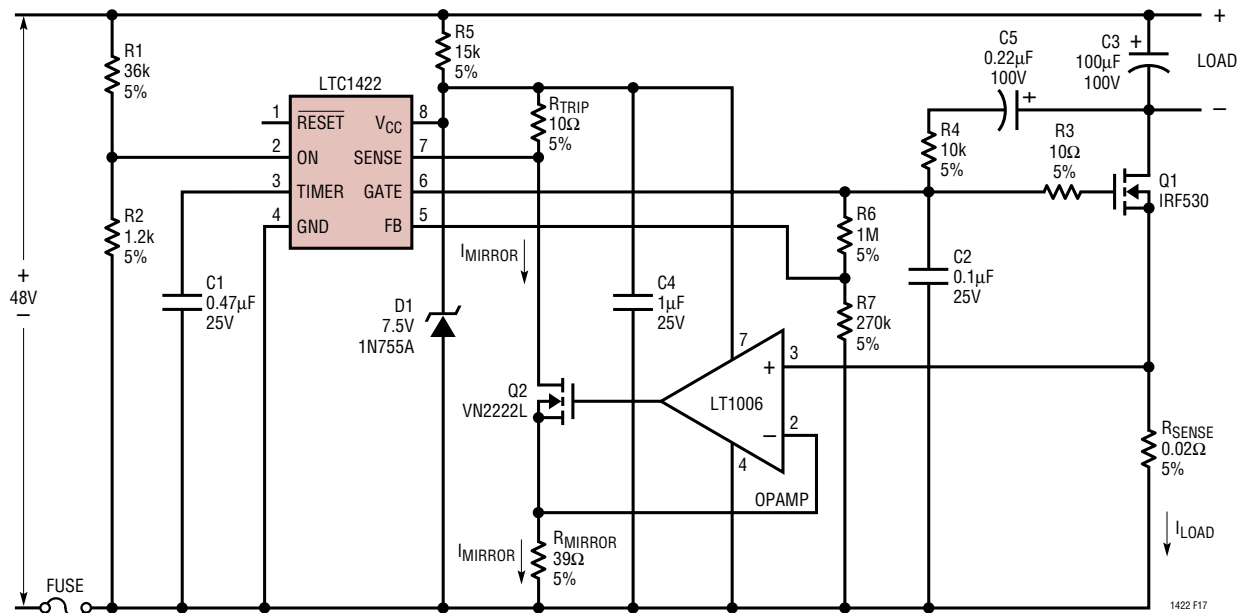 +
48V
−
FUSE
R1
36k
5%
R2
1.2k
5%
C1
0.47µF
25V
LTC1422
1
RESET
2
ON
3
TIMER
4
GND
VCC
8
SENSE
7
GATE
6
FB
5
R5
15k
5%
RTRIP
10Ω
5%
IMIRROR
D1
7.5V
1N755A
C4
1µF
25V
Q2
VN2222L
LT1006
7
+
3
−
2
4
OPAMP
IMIRROR
RMIRROR
39Ω
5%
R6
1M
5%
R7
270k
5%
R4
10k
5%
C5
0.22µF
100V
+
C2
0.1µF
25V
R3
10Ω
5%
Q1
IRF530
C3
100µF
100V
+
+
LOAD
−
RSENSE
0.02Ω
5%
ILOAD
1422 F17